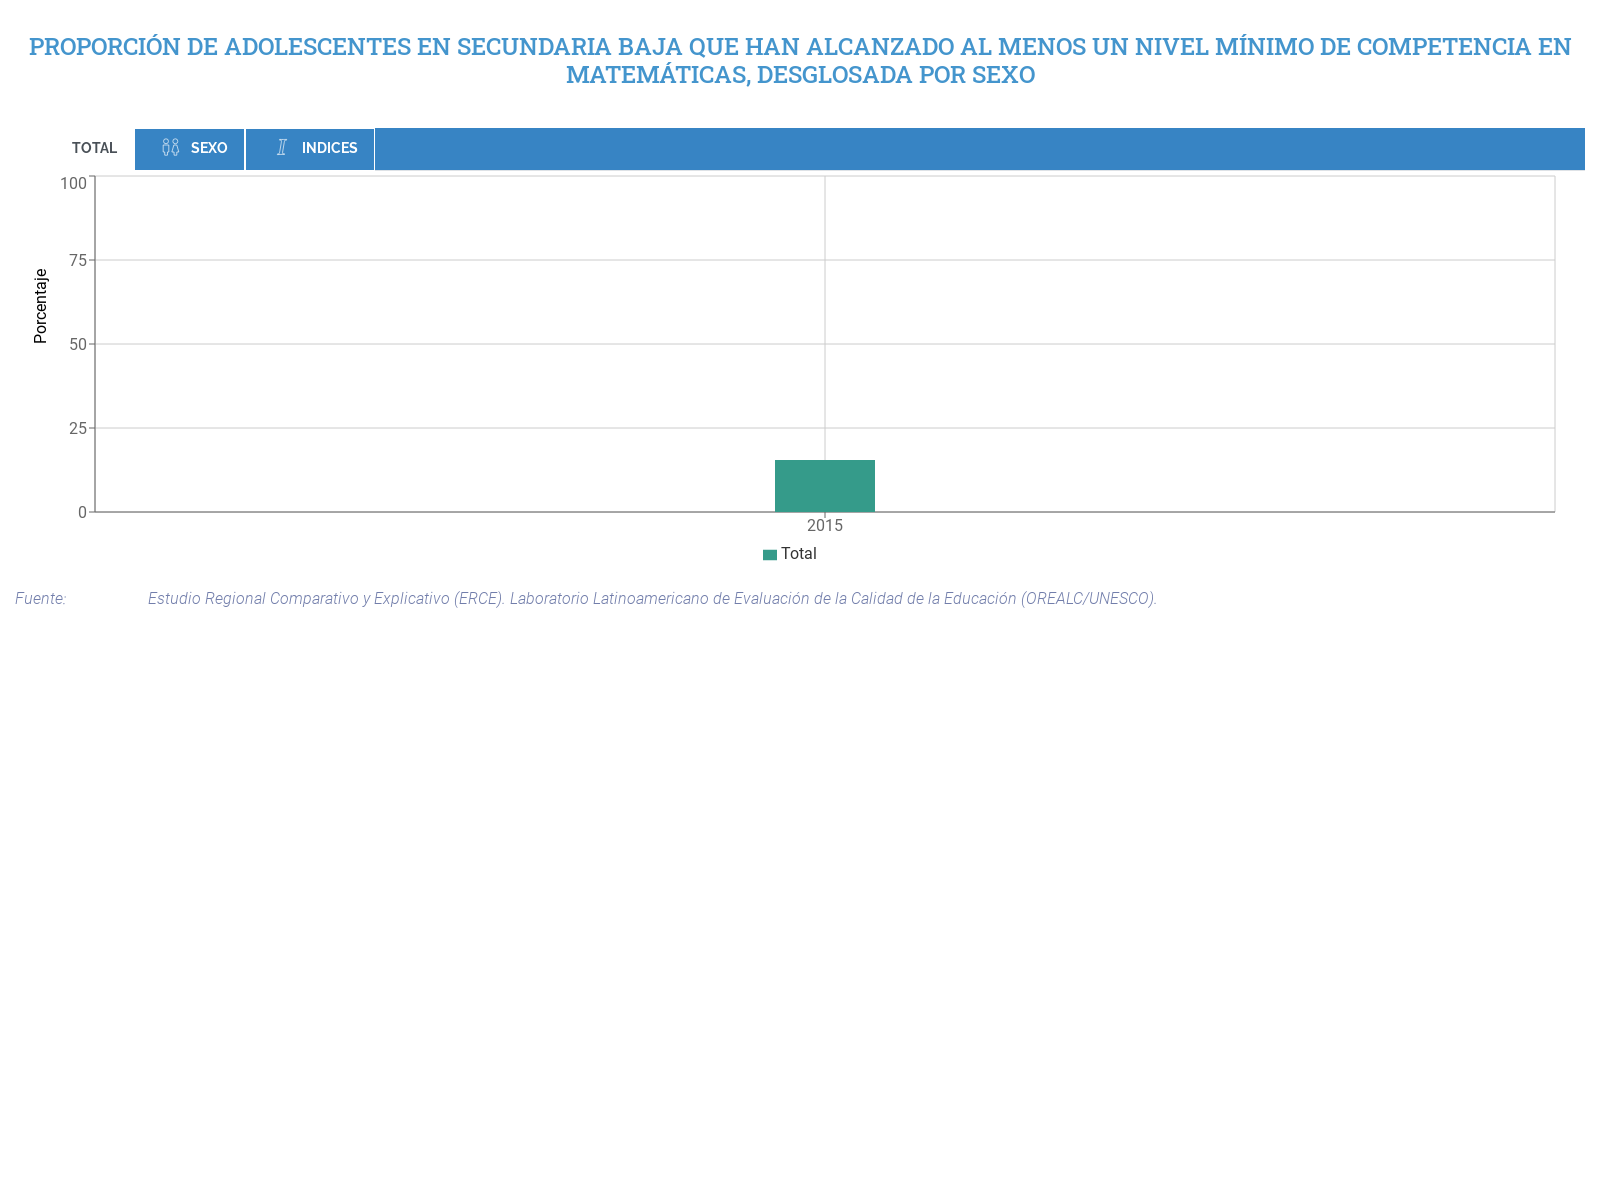 PROPORCIÓN DE ADOLESCENTES EN SECUNDARIA BAJA QUE HAN ALCANZADO AL MENOS UN NIVEL MÍNIMO DE COMPETENCIA EN
MATEMÁTICAS, DESGLOSADA POR SEXO
TOTAL SEXO INDICES
100
75
50
25
0
Porcentaje
2015
Total
Fuente: Estudio Regional Comparativo y Explicativo (ERCE). Laboratorio Latinoamericano de Evaluación de la Calidad de la Educación (OREALC/UNESCO).